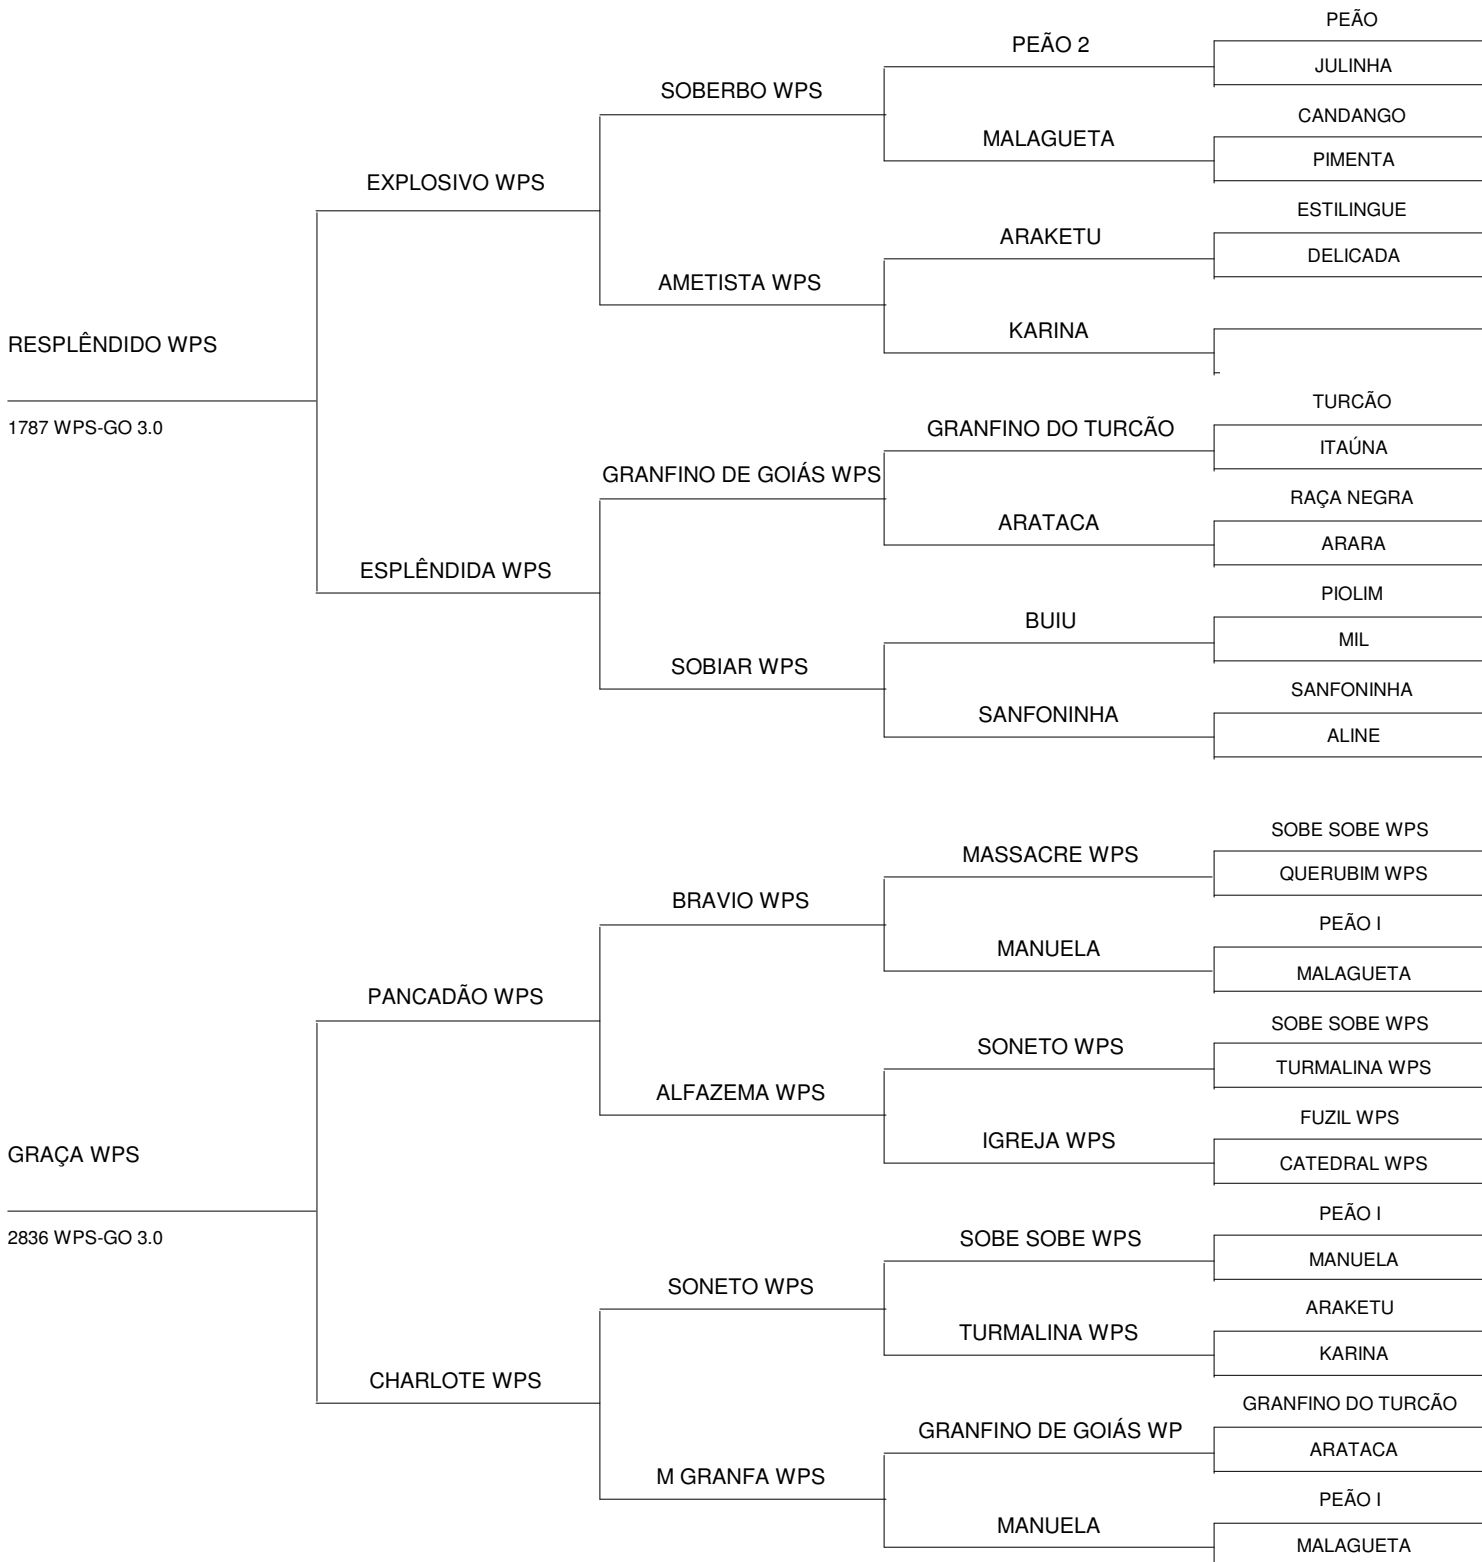 PEÃO
PEÃO 2
JULINHA
SOBERBO WPS
CANDANGO
MALAGUETA
PIMENTA
EXPLOSIVO WPS
ESTILINGUE
ARAKETU
DELICADA
AMETISTA WPS
KARINA
RESPLÊNDIDO WPS
1787 WPS-GO 3.0
TURCÃO
GRANFINO DO TURCÃO
ITAÚNA
GRANFINO DE GOIÁS WPS
RAÇA NEGRA
ARATACA
ARARA
ESPLÊNDIDA WPS
PIOLIM
BUIU
MIL
SOBIAR WPS
SANFONINHA
SANFONINHA
ALINE
SOBE SOBE WPS
MASSACRE WPS
QUERUBIM WPS
BRAVIO WPS
PEÃO I
MANUELA
MALAGUETA
PANCADÃO WPS
SOBE SOBE WPS
SONETO WPS
TURMALINA WPS
ALFAZEMA WPS
FUZIL WPS
IGREJA WPS
CATEDRAL WPS
GRAÇA WPS
2836 WPS-GO 3.0
PEÃO I
SOBE SOBE WPS
MANUELA
SONETO WPS
ARAKETU
TURMALINA WPS
KARINA
CHARLOTE WPS
GRANFINO DO TURCÃO
GRANFINO DE GOIÁS WP
ARATACA
M GRANFA WPS
PEÃO I
MANUELA
MALAGUETA